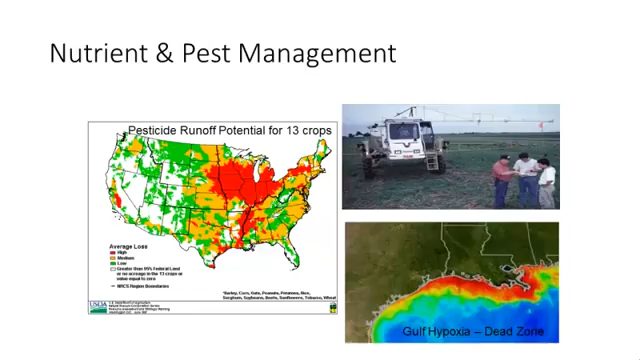 Nutrient & Pest Management
Pesticide Runoff Potential for 13 crops
Average Loss
High
Medium
Low
Greater than 95% Federal Land
or no acreage in the 13 crops or
value equal to zero
NRCS Region Boundaries
*Barley, Corn, Oats, Peanuts, Potatoes, Rice,
Sorghum, Soybeans, Beets, Sunflowers, Tobacco, Wheat
USDA
Gulf Hypoxia – Dead Zone